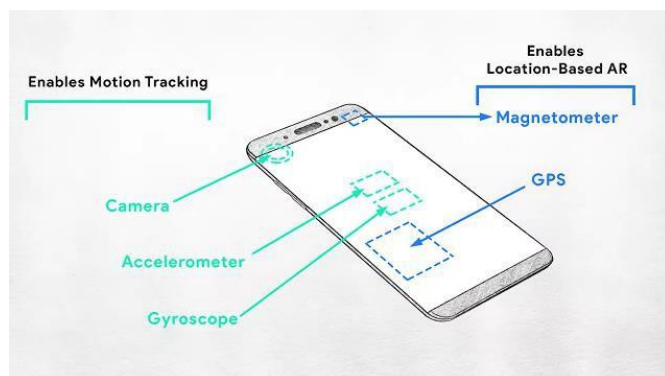 Enables Motion Tracking
Enables
Location-Based AR
Magnetometer
GPS
Camera
Accelerometer
Gyroscope